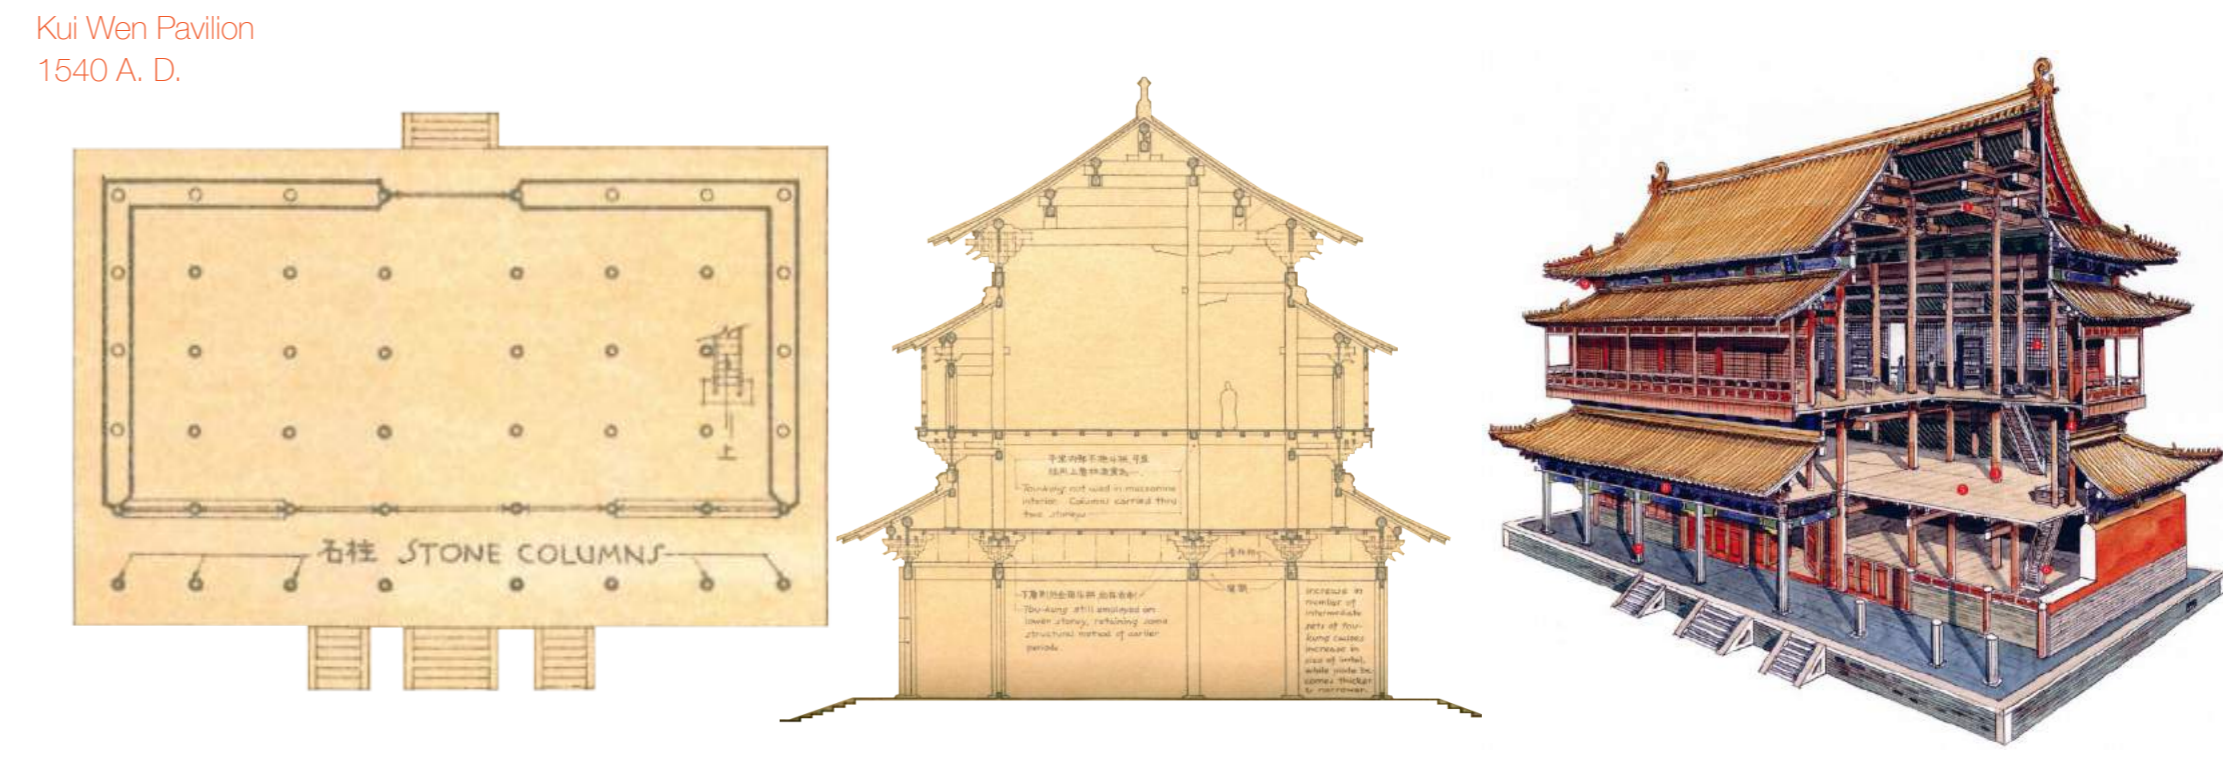 Kui Wen Pavilion
1540 A. D.
石柱 STONE COLUMNS
上
Tou-kung not used in mezzanine
interior. Columns carried thru
two storeys
Tou-kung still employed on
lower storey, retaining same
structural method of earlier
periods.
increase in
number of
intermediate
sets of tou-
kung causes
increase in
size of lintel,
while plate be-
comes thicker
& narrower.